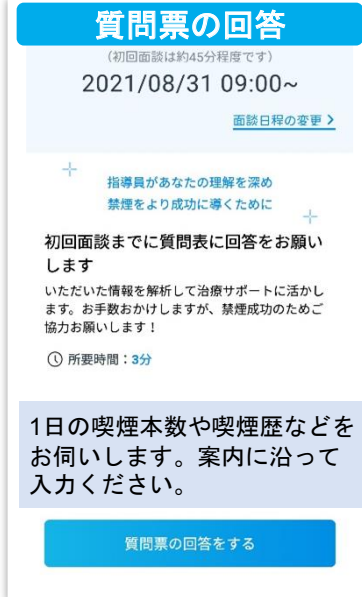 質問票の回答
(初回面談は約45分程度です)
2021/08/31 09:00~
面談日程の変更 >
指導員があなたの理解を深め
禁煙をより成功に導くために
初回面談までに質問表に回答をお願い
します
いただいた情報を解析して治療サポートに活かし
ます。お手数おかけしますが、禁煙成功のためご
協力お願いします！
所要時間：3分
1日の喫煙本数や喫煙歴などを
お伺いします。案内に沿って
入力ください。
質問票の回答をする